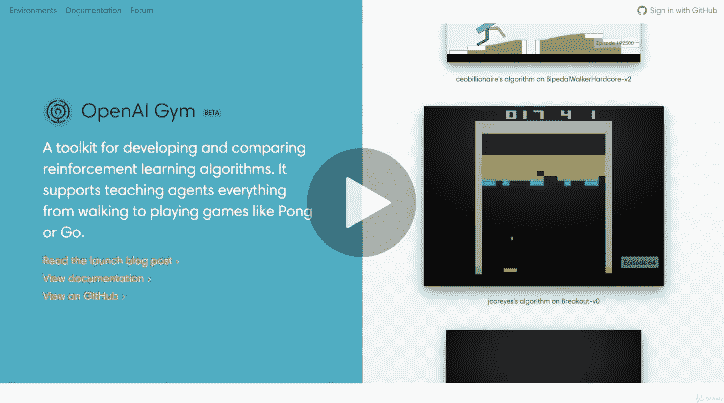 Environments Documentation Forum
Sign in with GitHub
OpenAI Gym BETA
A toolkit for developing and comparing
reinforcement learning algorithms. It
supports teaching agents everything
from walking to playing games like Pong
or Go.
Read the launch blog post >
View documentation >
View on GitHub >
ceobillionaire's algorithm on BipedalWalkerHardcore-v2
017 4 1
jooreyes's algorithm on Breakout-v0